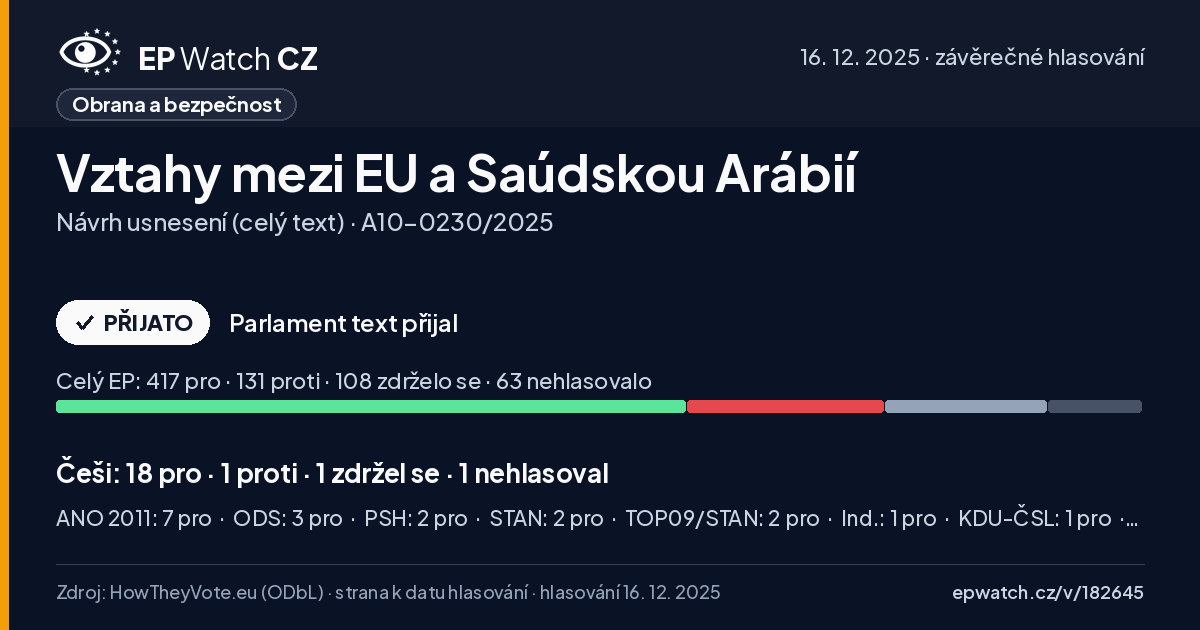 EP Watch CZ
16. 12. 2025 · závěrečné hlasování
Obrana a bezpečnost
Vztahy mezi EU a Saúdskou Arábií
Návrh usnesení (celý text) · A10–0230/2025
✓ PŘIJATO
Parlament text přijal
Celý EP: 417 pro · 131 proti · 108 zdrželo se · 63 nehlasovalo
Češi: 18 pro · 1 proti · 1 zdržel se · 1 nehlasoval
ANO 2011: 7 pro · ODS: 3 pro · PSH: 2 pro · STAN: 2 pro · TOP09/STAN: 2 pro · Ind.: 1 pro · KDU-ČSL: 1 pro ·…
Zdroj: HowTheyVote.eu (ODbL) · strana k datu hlasování · hlasování 16. 12. 2025
epwatch.cz/v/182645